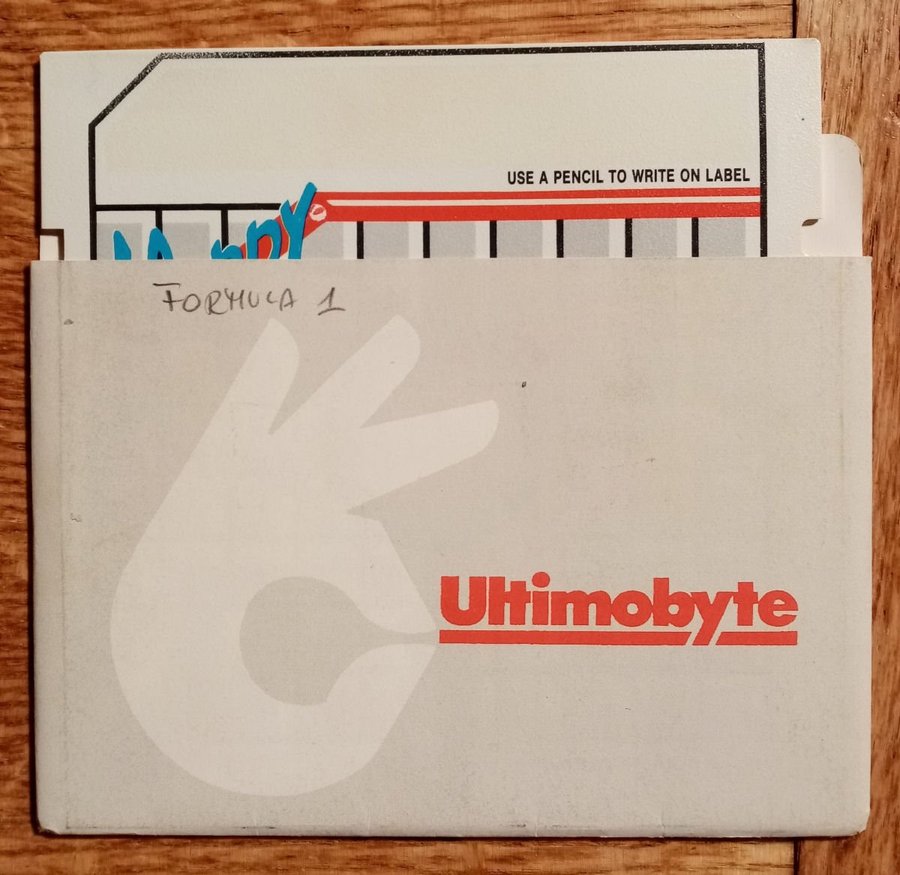 USE A PENCIL TO WRITE ON LABEL
FORMULA 1
Ultimobyte